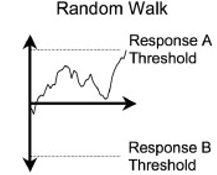 Random Walk
Response A
Threshold
Response B
Threshold